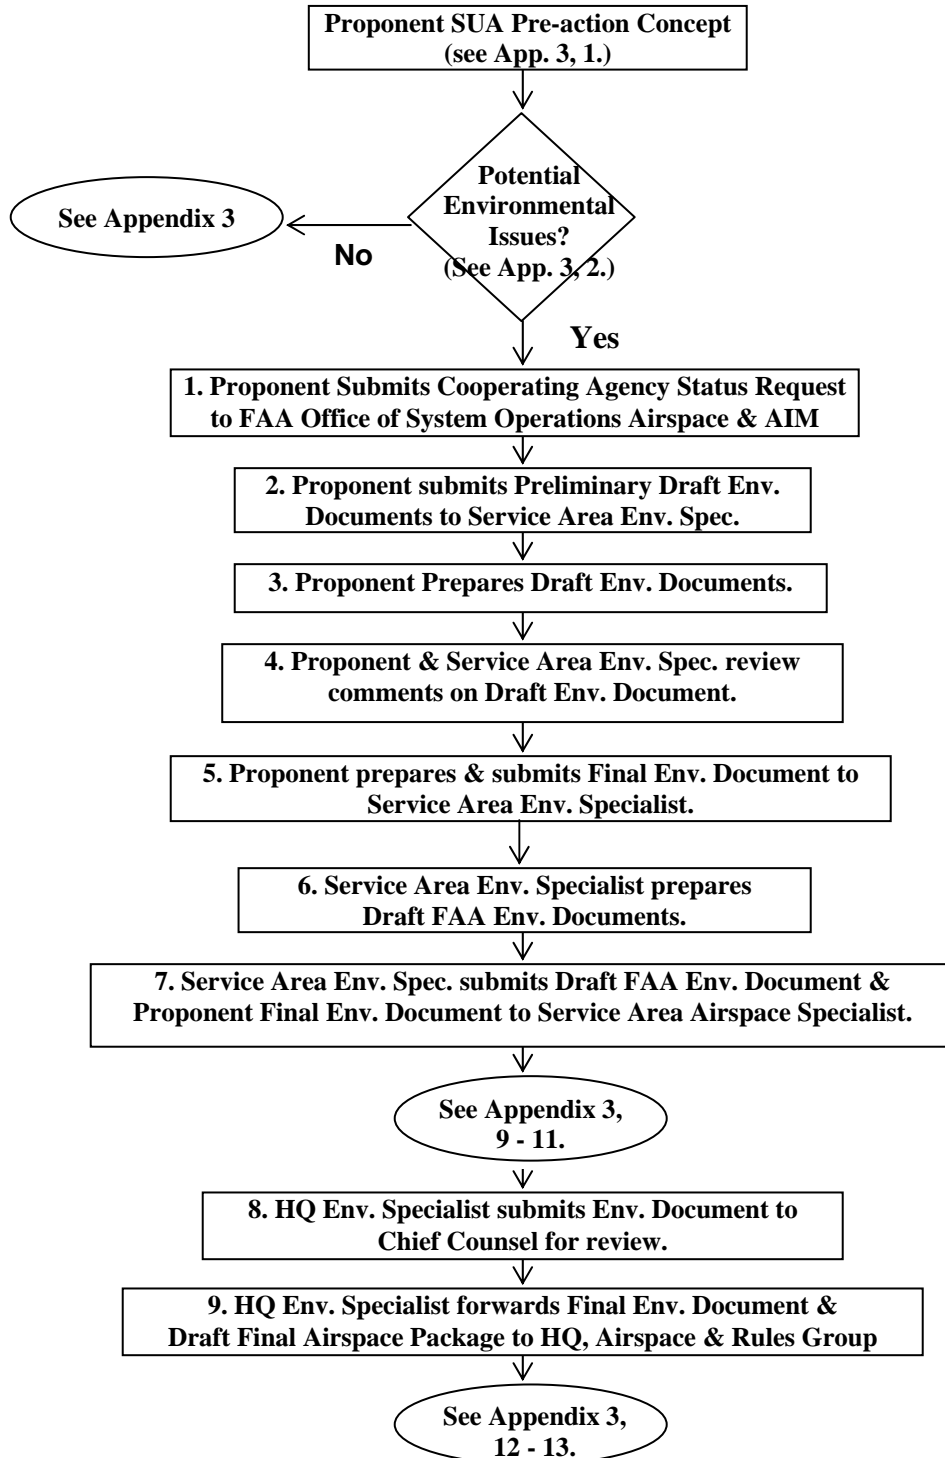 Proponent SUA Pre-action Concept
(see App. 3, 1.)
Potential
Environmental
Issues?
(See App. 3, 2.)
See Appendix 3
No
Yes
1. Proponent Submits Cooperating Agency Status Request
to FAA Office of System Operations Airspace & AIM
2. Proponent submits Preliminary Draft Env.
Documents to Service Area Env. Spec.
3. Proponent Prepares Draft Env. Documents.
4. Proponent & Service Area Env. Spec. review
comments on Draft Env. Document.
5. Proponent prepares & submits Final Env. Document to
Service Area Env. Specialist.
6. Service Area Env. Specialist prepares
Draft FAA Env. Documents.
7. Service Area Env. Spec. submits Draft FAA Env. Document &
Proponent Final Env. Document to Service Area Airspace Specialist.
See Appendix 3,
9 - 11.
8. HQ Env. Specialist submits Env. Document to
Chief Counsel for review.
9. HQ Env. Specialist forwards Final Env. Document &
Draft Final Airspace Package to HQ, Airspace & Rules Group
See Appendix 3,
12 - 13.